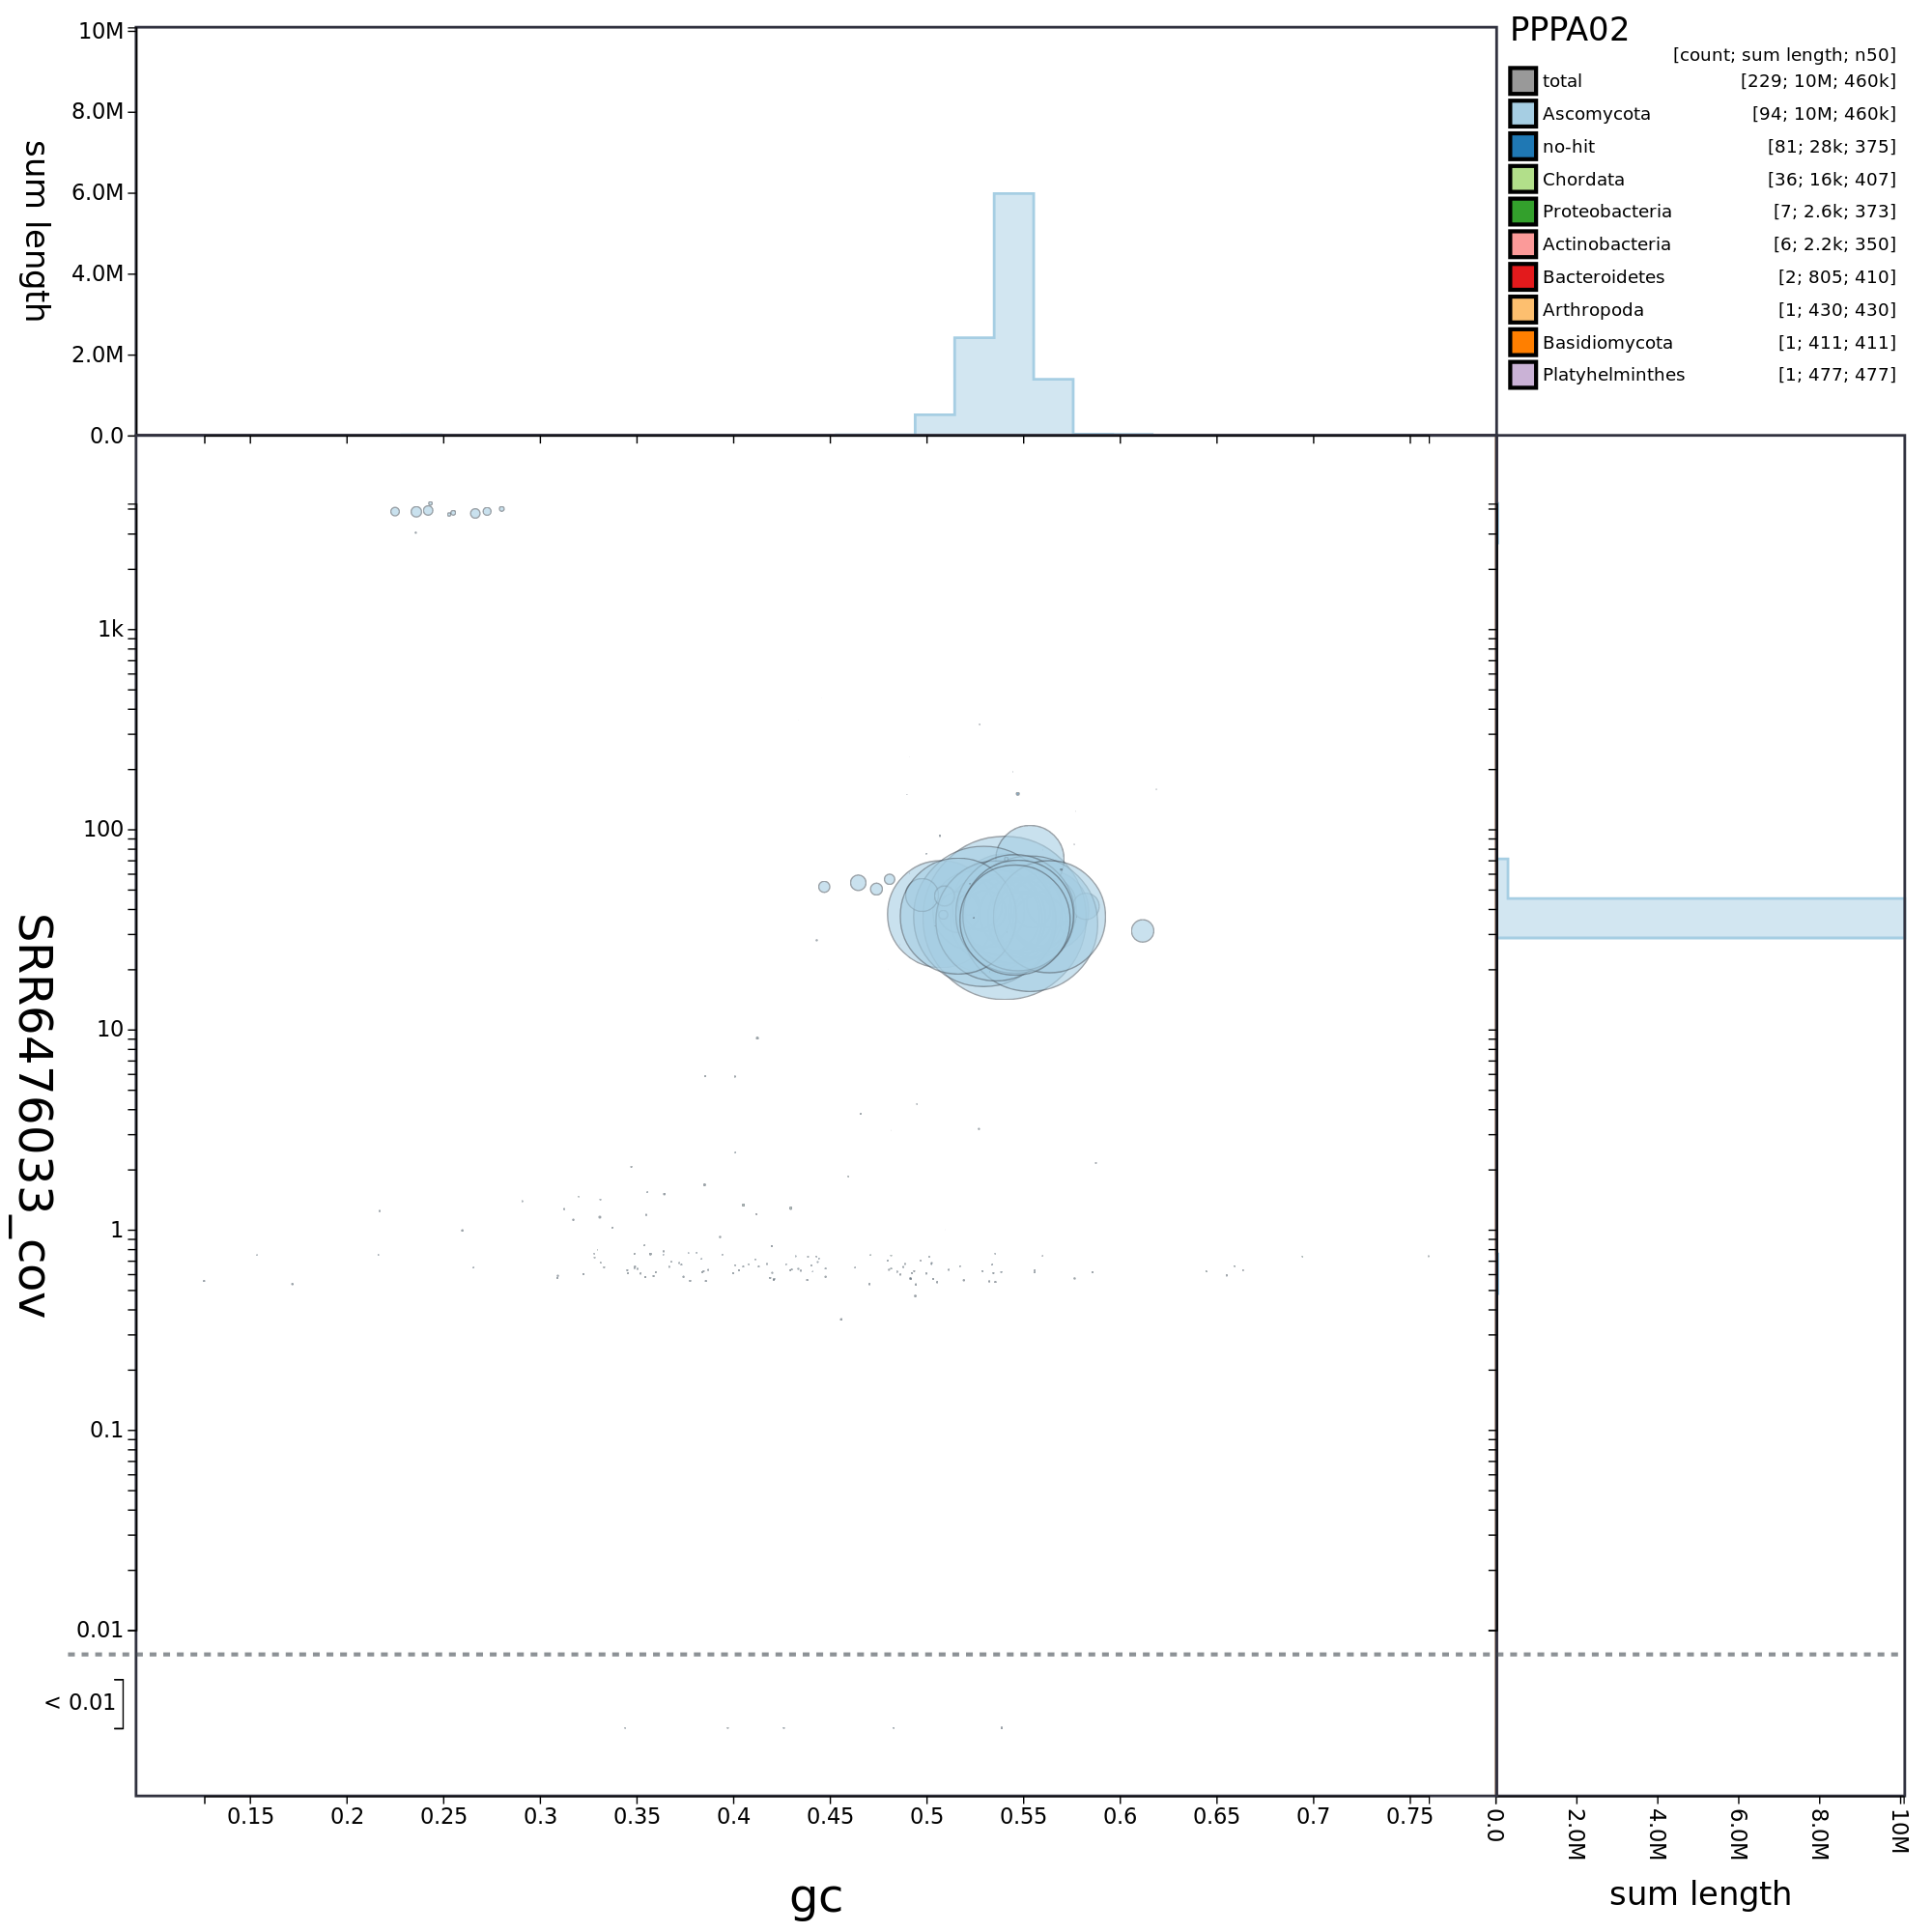 PPPA02
[count; sum length; n50]
total [229; 10M; 460k]
Ascomycota [94; 10M; 460k]
no-hit [81; 28k; 375]
Chordata [36; 16k; 407]
Proteobacteria [7; 2.6k; 373]
Actinobacteria [6; 2.2k; 350]
Bacteroidetes [2; 805; 410]
Arthropoda [1; 430; 430]
Basidiomycota [1; 411; 411]
Platyhelminthes [1; 477; 477]
sum length
10M
8.0M
6.0M
4.0M
2.0M
0.0
SRR6476033_cov
1k
100
10
1
0.1
0.01
< 0.01
0.15 0.2 0.25 0.3 0.35 0.4 0.45 0.5 0.55 0.6 0.65 0.7 0.75
gc
0.0 2.0M 4.0M 6.0M 8.0M 10M
sum length